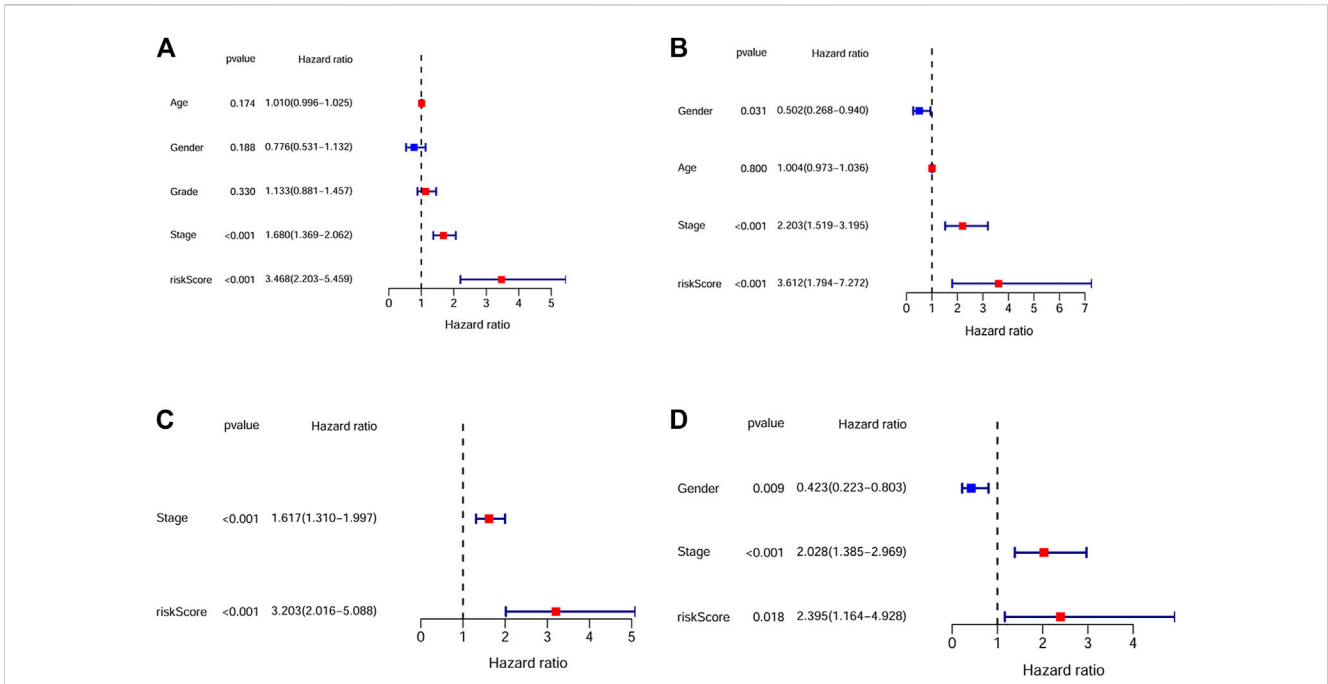 A
pvalue Hazard ratio
Age 0.174 1.010(0.996−1.025)
Gender 0.188 0.776(0.531−1.132)
Grade 0.330 1.133(0.881−1.457)
Stage <0.001 1.680(1.369−2.062)
riskScore <0.001 3.468(2.203−5.459)
0 1 2 3 4 5
Hazard ratio
B
pvalue Hazard ratio
Gender 0.031 0.502(0.268−0.940)
Age 0.800 1.004(0.973−1.036)
Stage <0.001 2.203(1.519−3.195)
riskScore <0.001 3.612(1.794−7.272)
0 1 2 3 4 5 6 7
Hazard ratio
C
pvalue Hazard ratio
Stage <0.001 1.617(1.310−1.997)
riskScore <0.001 3.203(2.016−5.088)
0 1 2 3 4 5
Hazard ratio
D
pvalue Hazard ratio
Gender 0.009 0.423(0.223−0.803)
Stage <0.001 2.028(1.385−2.969)
riskScore 0.018 2.395(1.164−4.928)
0 1 2 3 4
Hazard ratio